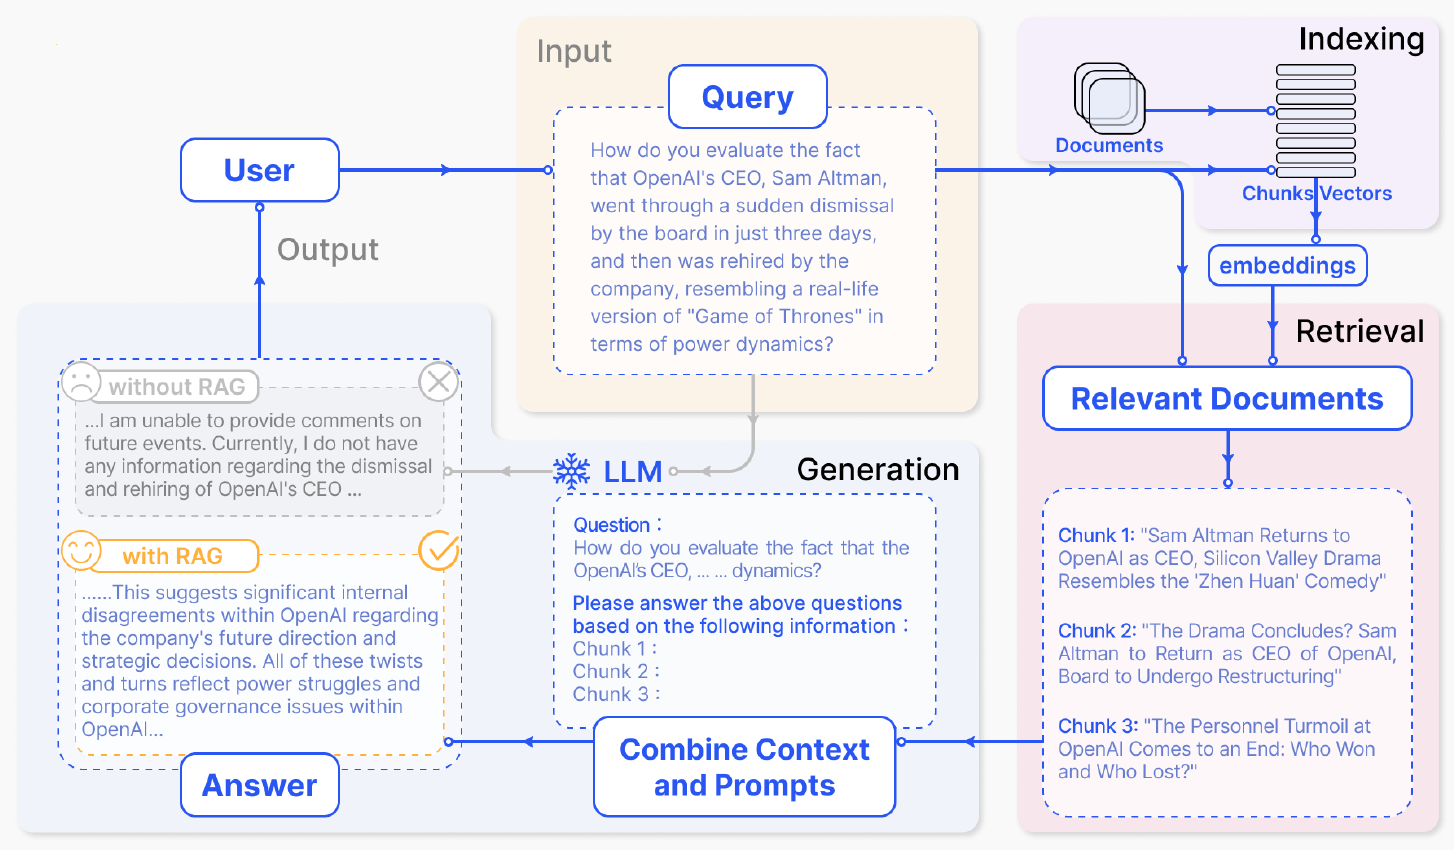 Input
Query
How do you evaluate the fact
that OpenAI's CEO, Sam Altman,
went through a sudden dismissal
by the board in just three days,
and then was rehired by the
company, resembling a real-life
version of "Game of Thrones" in
terms of power dynamics?
Indexing
Documents
Chunks Vectors
embeddings
User
Output
Retrieval
Relevant Documents
Chunk 1: "Sam Altman Returns to
OpenAI as CEO, Silicon Valley Drama
Resembles the 'Zhen Huan' Comedy"
Chunk 2: "The Drama Concludes? Sam
Altman to Return as CEO of OpenAI,
Board to Undergo Restructuring"
Chunk 3: "The Personnel Turmoil at
OpenAI Comes to an End: Who Won
and Who Lost?"
Generation
LLM
Question :
How do you evaluate the fact that the
OpenAI's CEO, ... ... dynamics?
Please answer the above questions
based on the following information :
Chunk 1 :
Chunk 2 :
Chunk 3 :
Combine Context
and Prompts
without RAG
...I am unable to provide comments on
future events. Currently, I do not have
any information regarding the dismissal
and rehiring of OpenAI's CEO ...
with RAG
......This suggests significant internal
disagreements within OpenAI regarding
the company's future direction and
strategic decisions. All of these twists
and turns reflect power struggles and
corporate governance issues within
OpenAI...
Answer